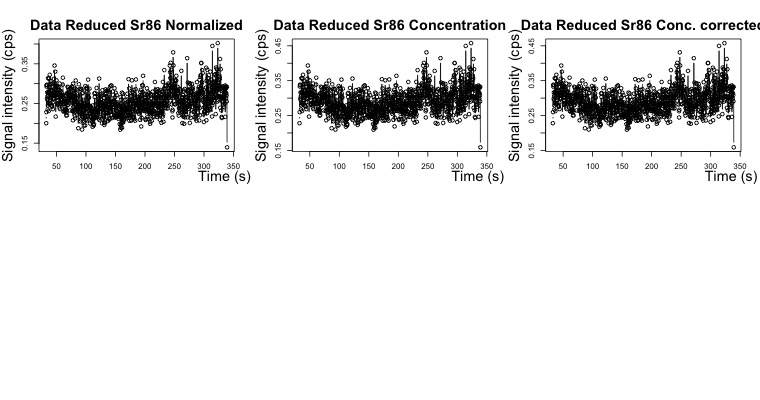 Data Reduced Sr86 Normalized
Signal intensity (cps)
0.15 0.25 0.35
50 100 150 200 250 300 350
Time (s)
Data Reduced Sr86 Concentration
Signal intensity (cps)
0.15 0.25 0.35 0.45
50 100 150 200 250 300 350
Time (s)
Data Reduced Sr86 Conc. corrected
Signal intensity (cps)
0.15 0.25 0.35 0.45
50 100 150 200 250 300 350
Time (s)